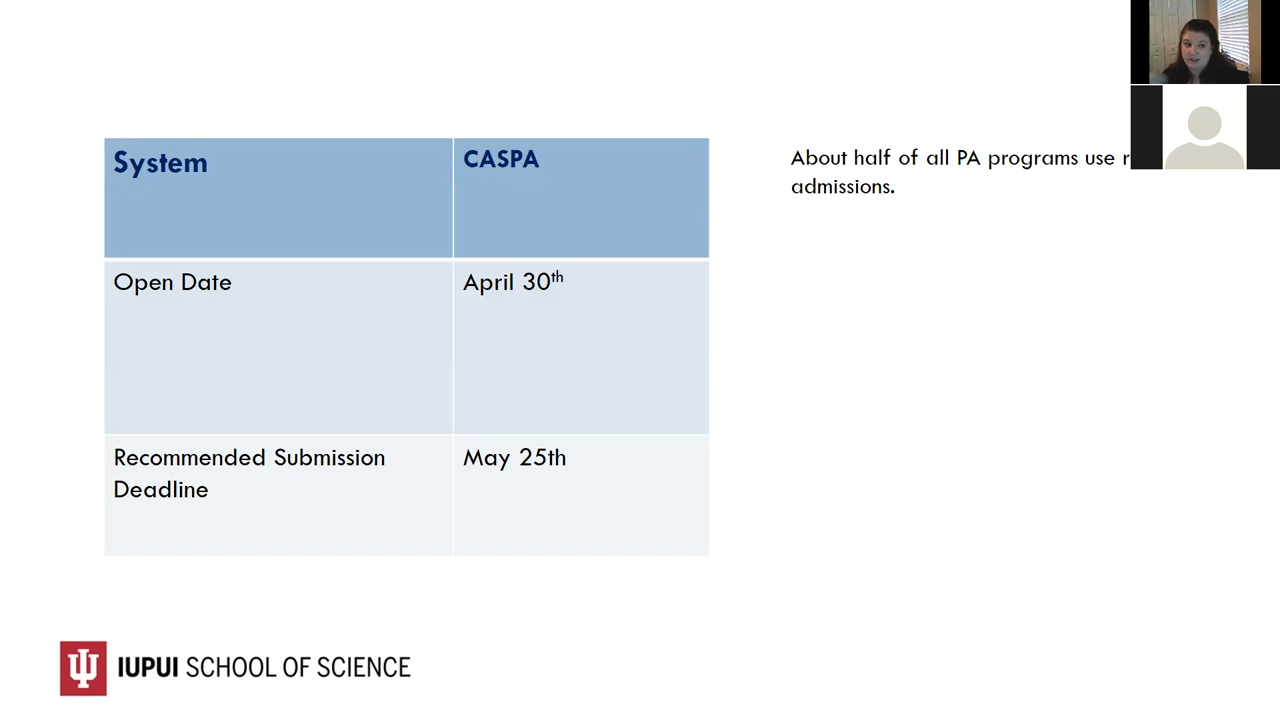 System
CASPA
About half of all PA programs use
admissions.
Open Date
April 30th
Recommended Submission
Deadline
May 25th
IUPUI SCHOOL OF SCIENCE